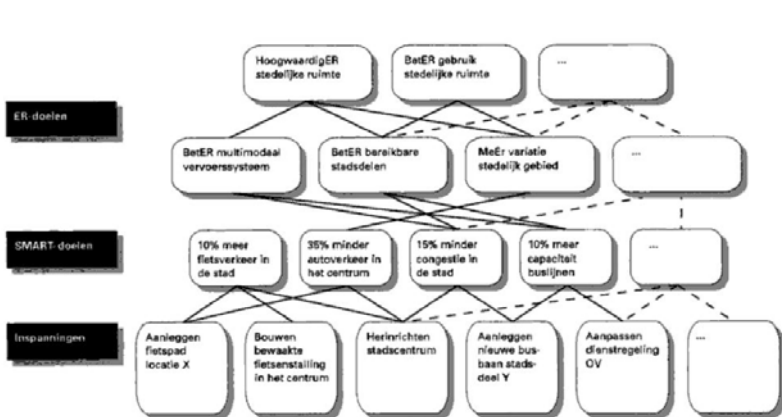 HoogwaardigER
stedelijke ruimte
BetER gebruik
stedelijke ruimte
...
ER-doelen
BetER multimodaal
vervoerssysteem
BetER bereikbare
stadsdelen
MeEr variatie
stedelijk gebied
...
SMART-doelen
10% meer
fietsverkeer in
de stad
35% minder
autoverkeer in
het centrum
15% minder
congestie in
de stad
10% meer
capaciteit
buslijnen
...
Inspanningen
Aanleggen
fietspad
locatie X
Bouwen
bewaakte
fietsenstalling
in het centrum
Herinrichten
stadscentrum
Aanleggen
nieuwe bus-
baan stads-
deel Y
Aanpassen
dienstregeling
OV
...